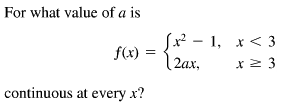 For what value of a is
f(x) = { x² − 1, x < 3
2ax, x ≥ 3
continuous at every x?